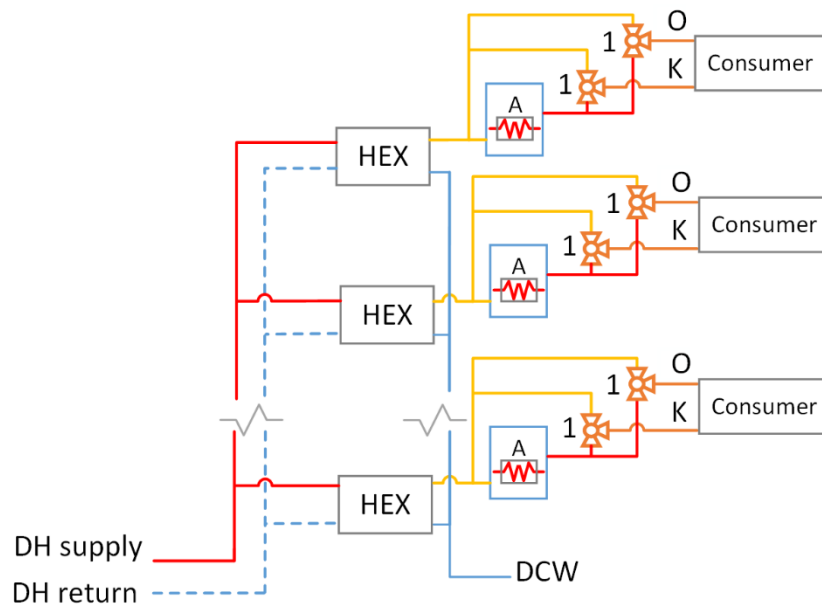 O
1
K
Consumer
1
A
HEX
O
1
K
Consumer
1
A
HEX
O
1
K
Consumer
1
A
HEX
DH supply
DCW
DH return